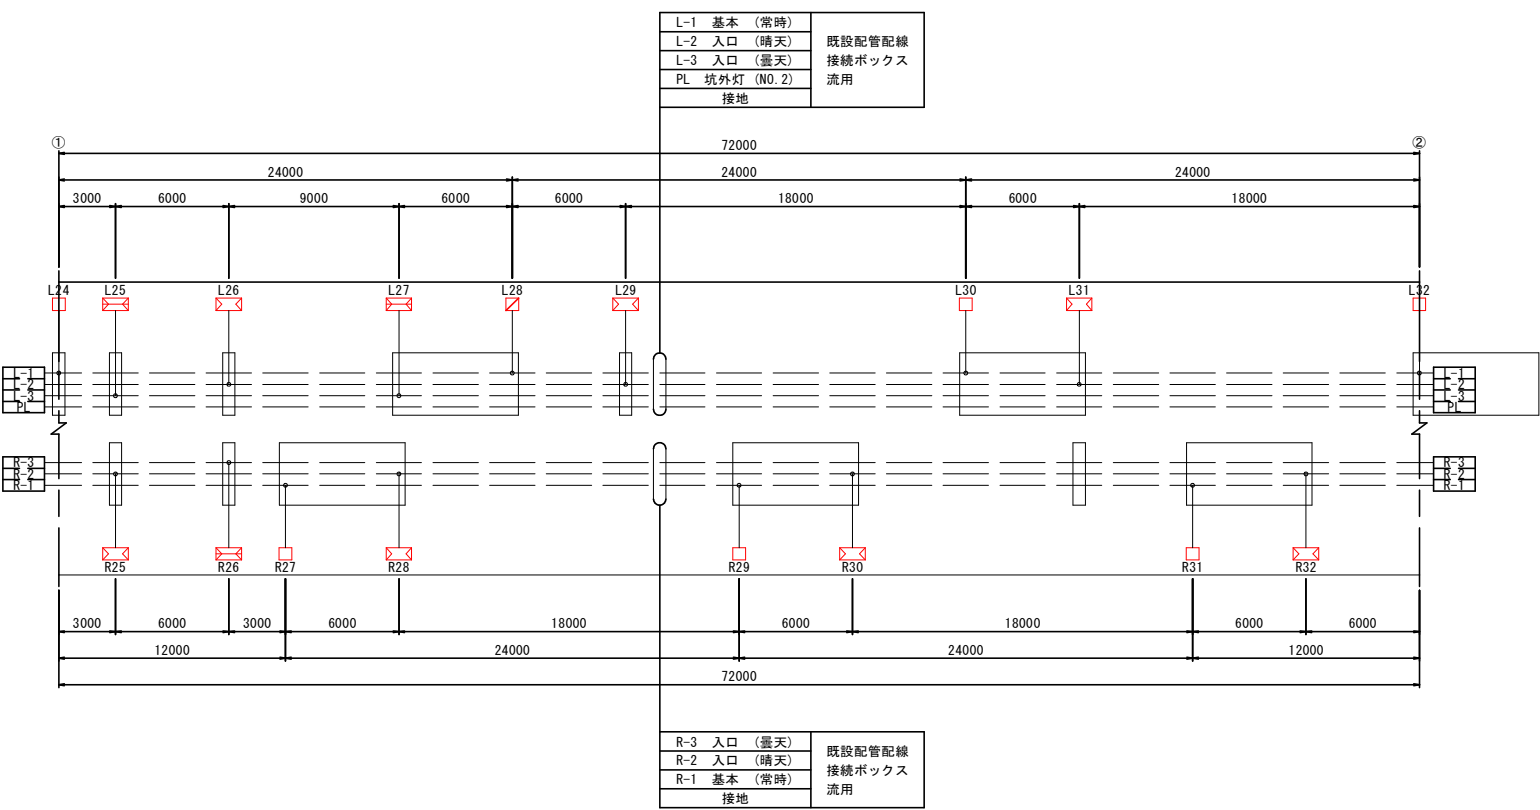 L-1 基本 (常時)
L-2 入口 (晴天)
L-3 入口 (曇天)
PL 坑外灯 (NO.2)
接地
既設配管配線
接続ボックス
流用
① ②
72000
24000 24000 24000
3000 6000 9000 6000 6000 18000 6000 18000
L24 L25 L26 L27 L28 L29 L30 L31 L32
L-1 L-1
L-2 L-2
L-3 L-3
PL PL
R-3 R-3
R-2 R-2
R-1 R-1
R25 R26 R27 R28 R29 R30 R31 R32
3000 6000 3000 6000 18000 6000 18000 6000 6000
12000 24000 24000 12000
72000
R-3 入口 (曇天)
R-2 入口 (晴天)
R-1 基本 (常時)
接地
既設配管配線
接続ボックス
流用